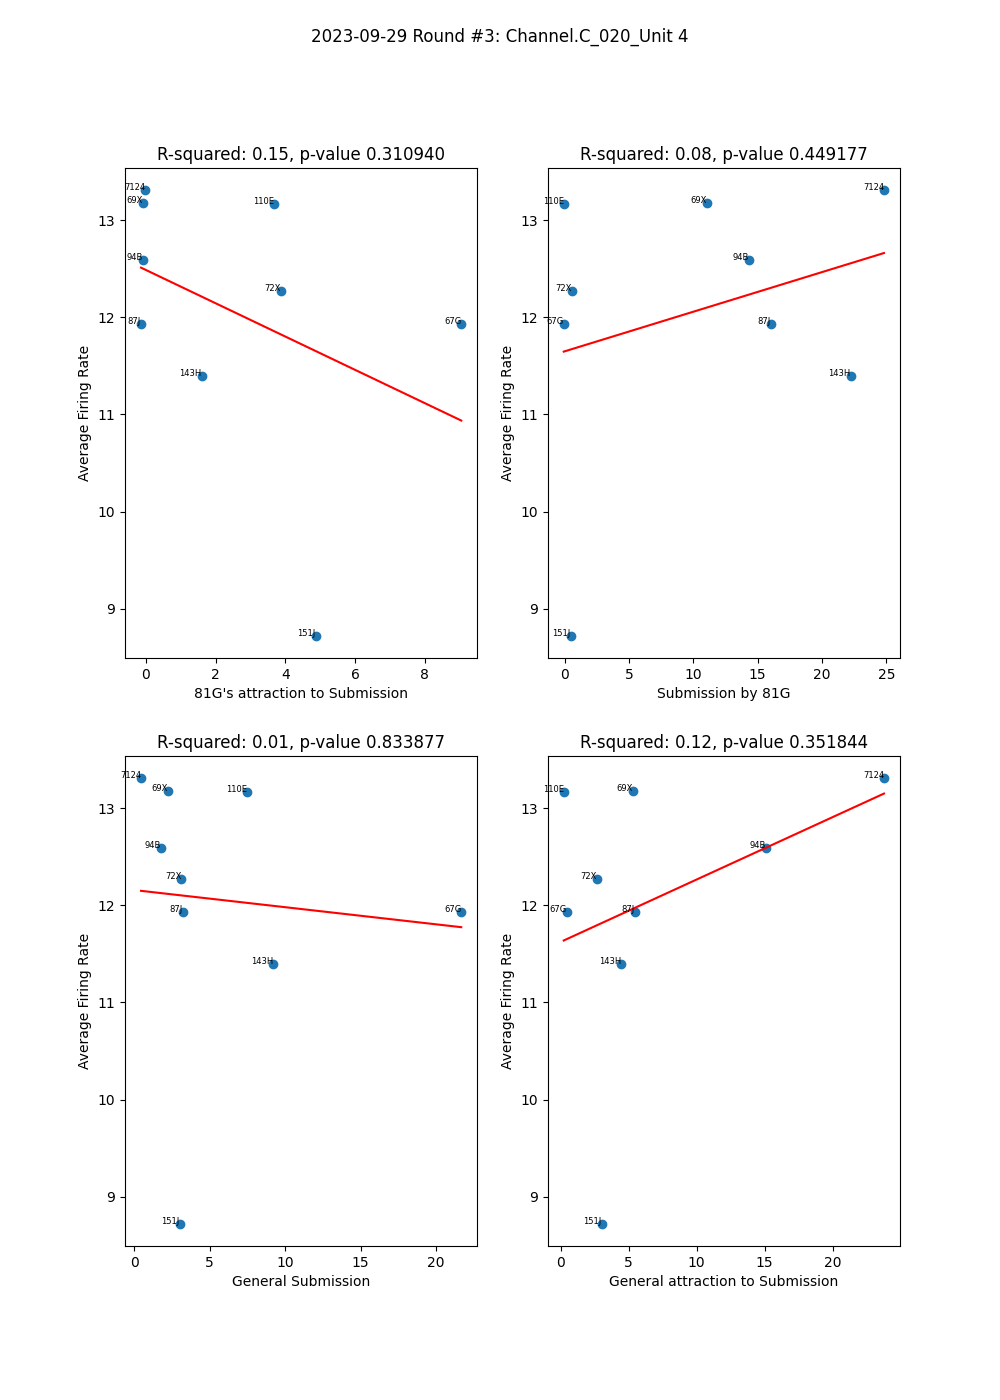 2023-09-29 Round #3: Channel.C_020_Unit 4
R-squared: 0.15, p-value 0.310940
7124
69X
110E
94B
72X
87J
67G
143H
151J
13
12
11
10
9
0 2 4 6 8
Average Firing Rate
81G's attraction to Submission
R-squared: 0.08, p-value 0.449177
7124
110E
69X
94B
72X
67G
87J
143H
151J
13
12
11
10
9
0 5 10 15 20 25
Average Firing Rate
Submission by 81G
R-squared: 0.01, p-value 0.833877
7124
69X
110E
94B
72X
87J
67G
143H
151J
13
12
11
10
9
0 5 10 15 20
Average Firing Rate
General Submission
R-squared: 0.12, p-value 0.351844
7124
110E
69X
94B
72X
67G
87J
143H
151J
13
12
11
10
9
0 5 10 15 20
Average Firing Rate
General attraction to Submission